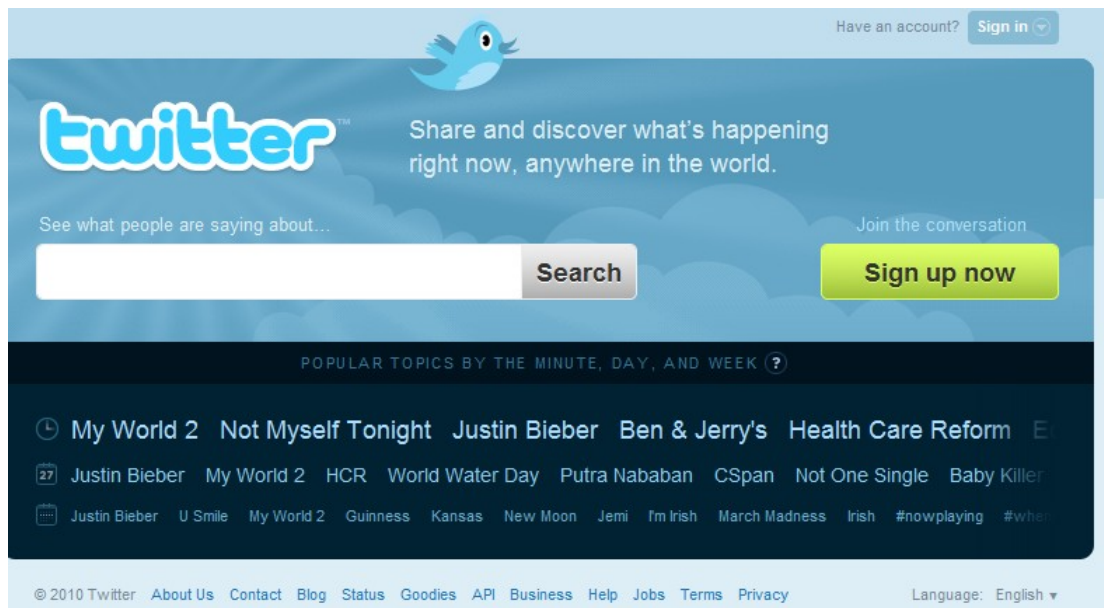 Have an account? Sign in
twitter™
Share and discover what's happening
right now, anywhere in the world.
See what people are saying about...
Join the conversation
Search
Sign up now
POPULAR TOPICS BY THE MINUTE, DAY, AND WEEK ?
My World 2 Not Myself Tonight Justin Bieber Ben & Jerry's Health Care Reform
27 Justin Bieber My World 2 HCR World Water Day Putra Nababan CSpan Not One Single Baby Killer
Justin Bieber U Smile My World 2 Guinness Kansas New Moon Jemi I'm Irish March Madness Irish #nowplaying
© 2010 Twitter About Us Contact Blog Status Goodies API Business Help Jobs Terms Privacy Language: English